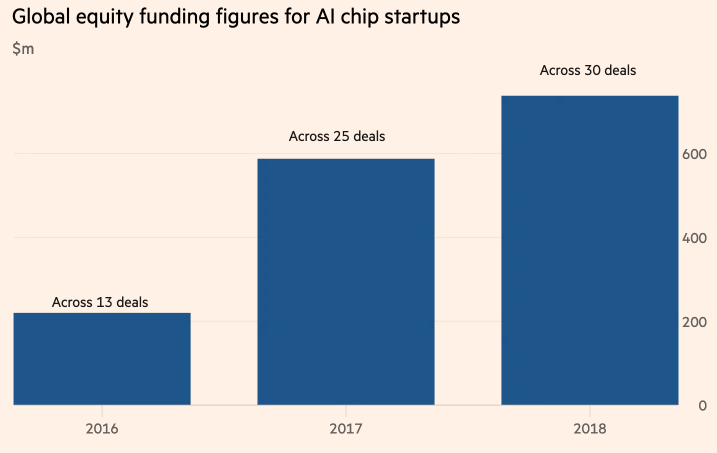 Global equity funding figures for AI chip startups
$m
Across 30 deals
Across 25 deals
600
400
Across 13 deals
200
0
2016 2017 2018